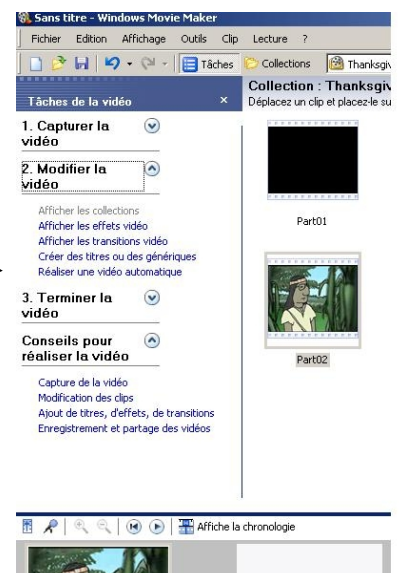 Sans titre - Windows Movie Maker
Fichier Edition Affichage Outils Clip Lecture ?
Tâches Collections Thanksgiv
Tâches de la vidéo ×
Collection : Thanksgiv
Déplacez un clip et placez-le su
1. Capturer la
vidéo
2. Modifier la
vidéo
Afficher les collections
Afficher les effets vidéo
Afficher les transitions vidéo
Créer des titres ou des génériques
Réaliser une vidéo automatique
3. Terminer la
vidéo
Conseils pour
réaliser la vidéo
Capture de la vidéo
Modification des clips
Ajout de titres, d'effets, de transitions
Enregistrement et partage des vidéos
Part01
Part02
Affiche la chronologie